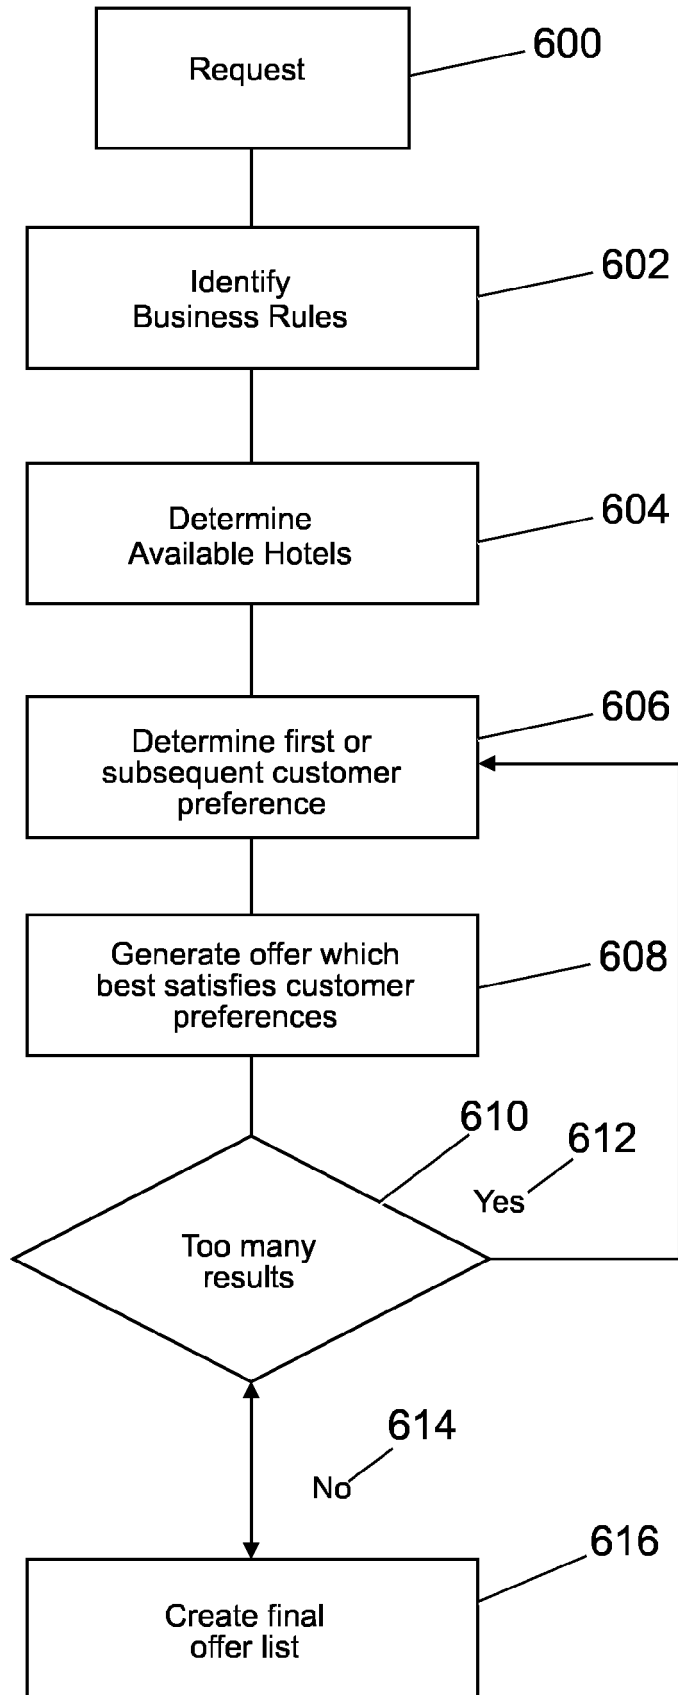 Request
600
Identify
Business Rules
602
Determine
Available Hotels
604
Determine first or
subsequent customer
preference
606
Generate offer which
best satisfies customer
preferences
608
610
612
Yes
Too many
results
614
No
616
Create final
offer list